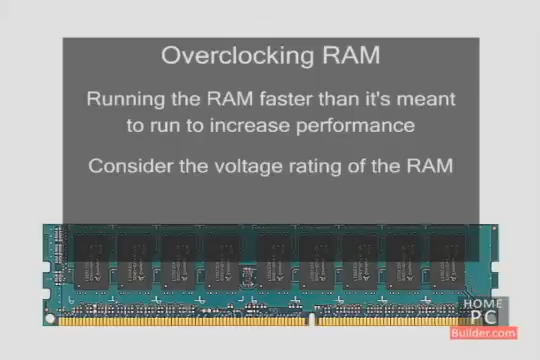 Overclocking RAM
Running the RAM faster than it's meant
to run to increase performance
Consider the voltage rating of the RAM
HOME
PC
Builder.com